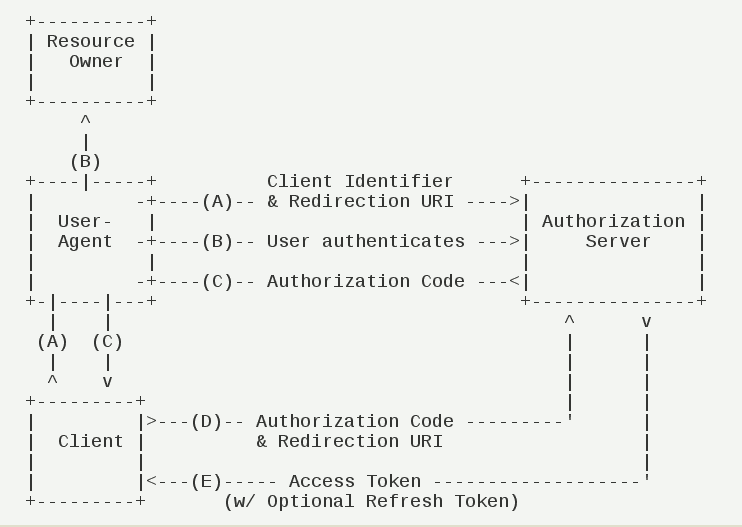 Resource
Owner
(B)
Client Identifier
(A) & Redirection URI
User-
Authorization
Agent (B) User authenticates Server
(C) Authorization Code
(A) (C)
(D) Authorization Code
Client & Redirection URI
(E) Access Token
(w/ Optional Refresh Token)